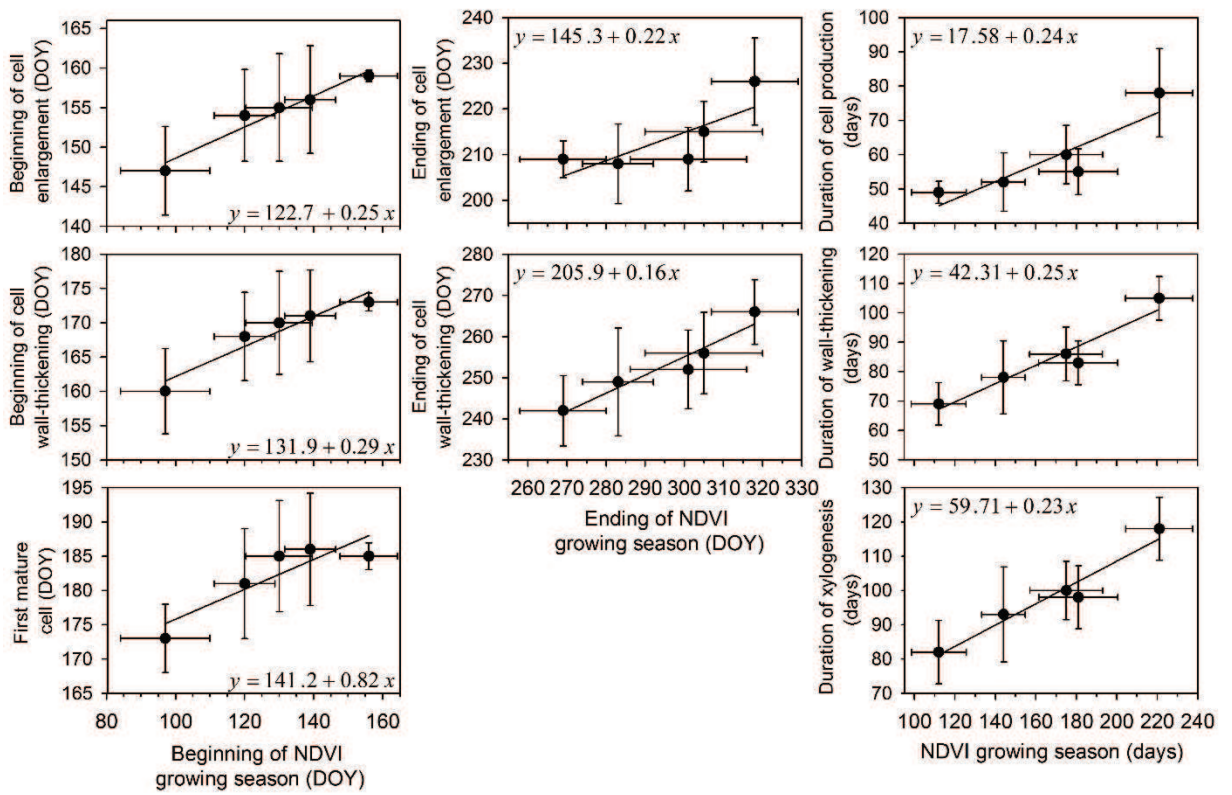 Beginning of cell
enlargement (DOY)
165
160
155
150
145
140
y = 122.7 + 0.25 x
Ending of cell
enlargement (DOY)
240
230
220
210
200
y = 145.3 + 0.22 x
Duration of cell production
(days)
100
90
80
70
60
50
40
y = 17.58 + 0.24 x
Beginning of cell
wall-thickening (DOY)
180
175
170
165
160
155
150
y = 131.9 + 0.29 x
Ending of cell
wall-thickening (DOY)
280
270
260
250
240
230
y = 205.9 + 0.16 x
260 270 280 290 300 310 320 330
Ending of NDVI
growing season (DOY)
Duration of wall-thickening
(days)
120
110
100
90
80
70
60
50
y = 42.31 + 0.25 x
First mature
cell (DOY)
195
190
185
180
175
170
165
y = 141.2 + 0.82 x
80 100 120 140 160
Beginning of NDVI
growing season (DOY)
Duration of xylogenesis
(days)
130
120
110
100
90
80
70
y = 59.71 + 0.23 x
100 120 140 160 180 200 220 240
NDVI growing season (days)